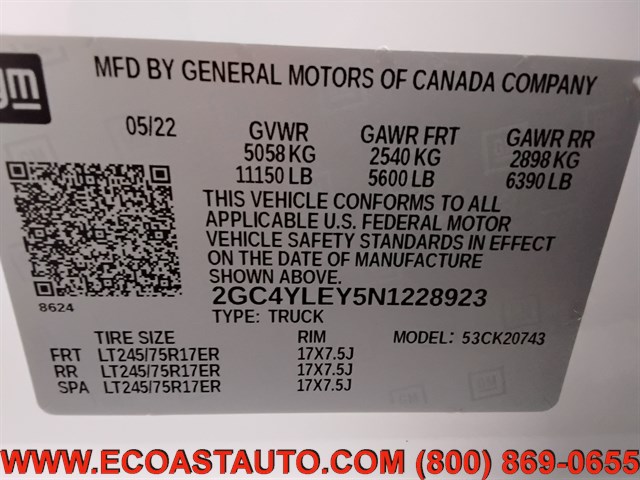 gm
MFD BY GENERAL MOTORS OF CANADA COMPANY
05/22 GVWR GAWR FRT GAWR RR
5058 KG 2540 KG 2898 KG
11150 LB 5600 LB 6390 LB
THIS VEHICLE CONFORMS TO ALL
APPLICABLE U.S. FEDERAL MOTOR
VEHICLE SAFETY STANDARDS IN EFFECT
ON THE DATE OF MANUFACTURE
SHOWN ABOVE.
8624 2GC4YLEY5N1228923
TYPE: TRUCK
TIRE SIZE RIM MODEL: 53CK20743
FRT LT245/75R17ER 17X7.5J
RR LT245/75R17ER 17X7.5J
SPA LT245/75R17ER 17X7.5J
WWW.ECOASTAUTO.COM (800) 869-0655